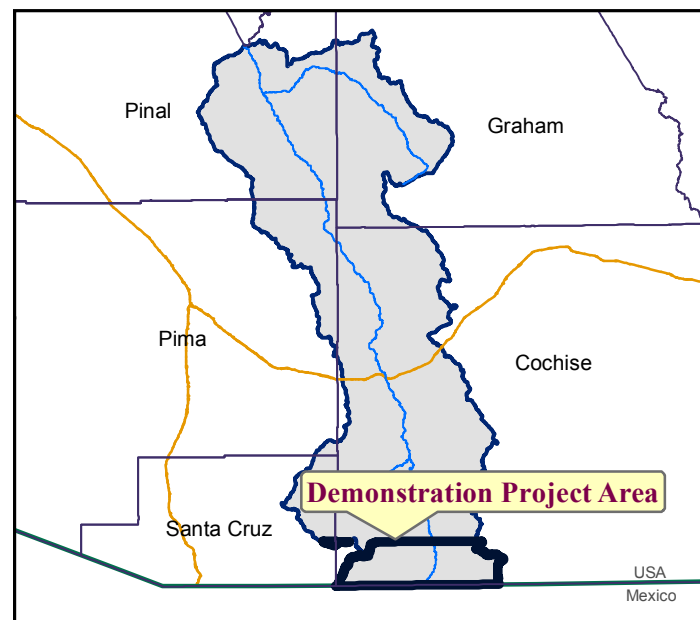 Pinal
Graham
Pima
Cochise
Demonstration Project Area
Santa Cruz
USA
Mexico